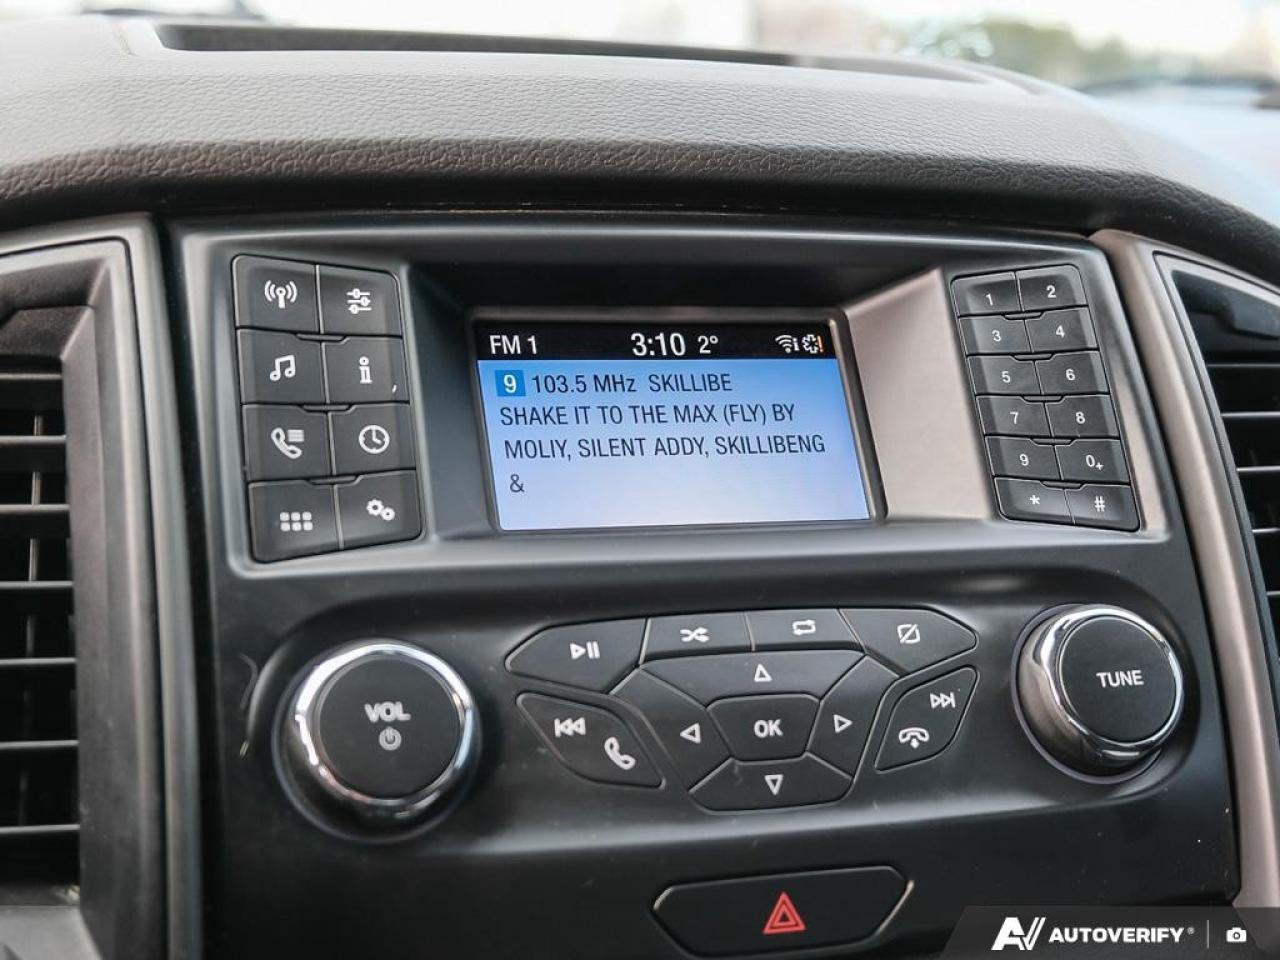 FM 1 3:10 2°
9 103.5 MHz SKILLIBE
SHAKE IT TO THE MAX (FLY) BY
MOLIY, SILENT ADDY, SKILLIBENG
&
1 2
3 4
5 6
7 8
9 0+
* #
VOL
OK
TUNE
AUTOVERIFY®